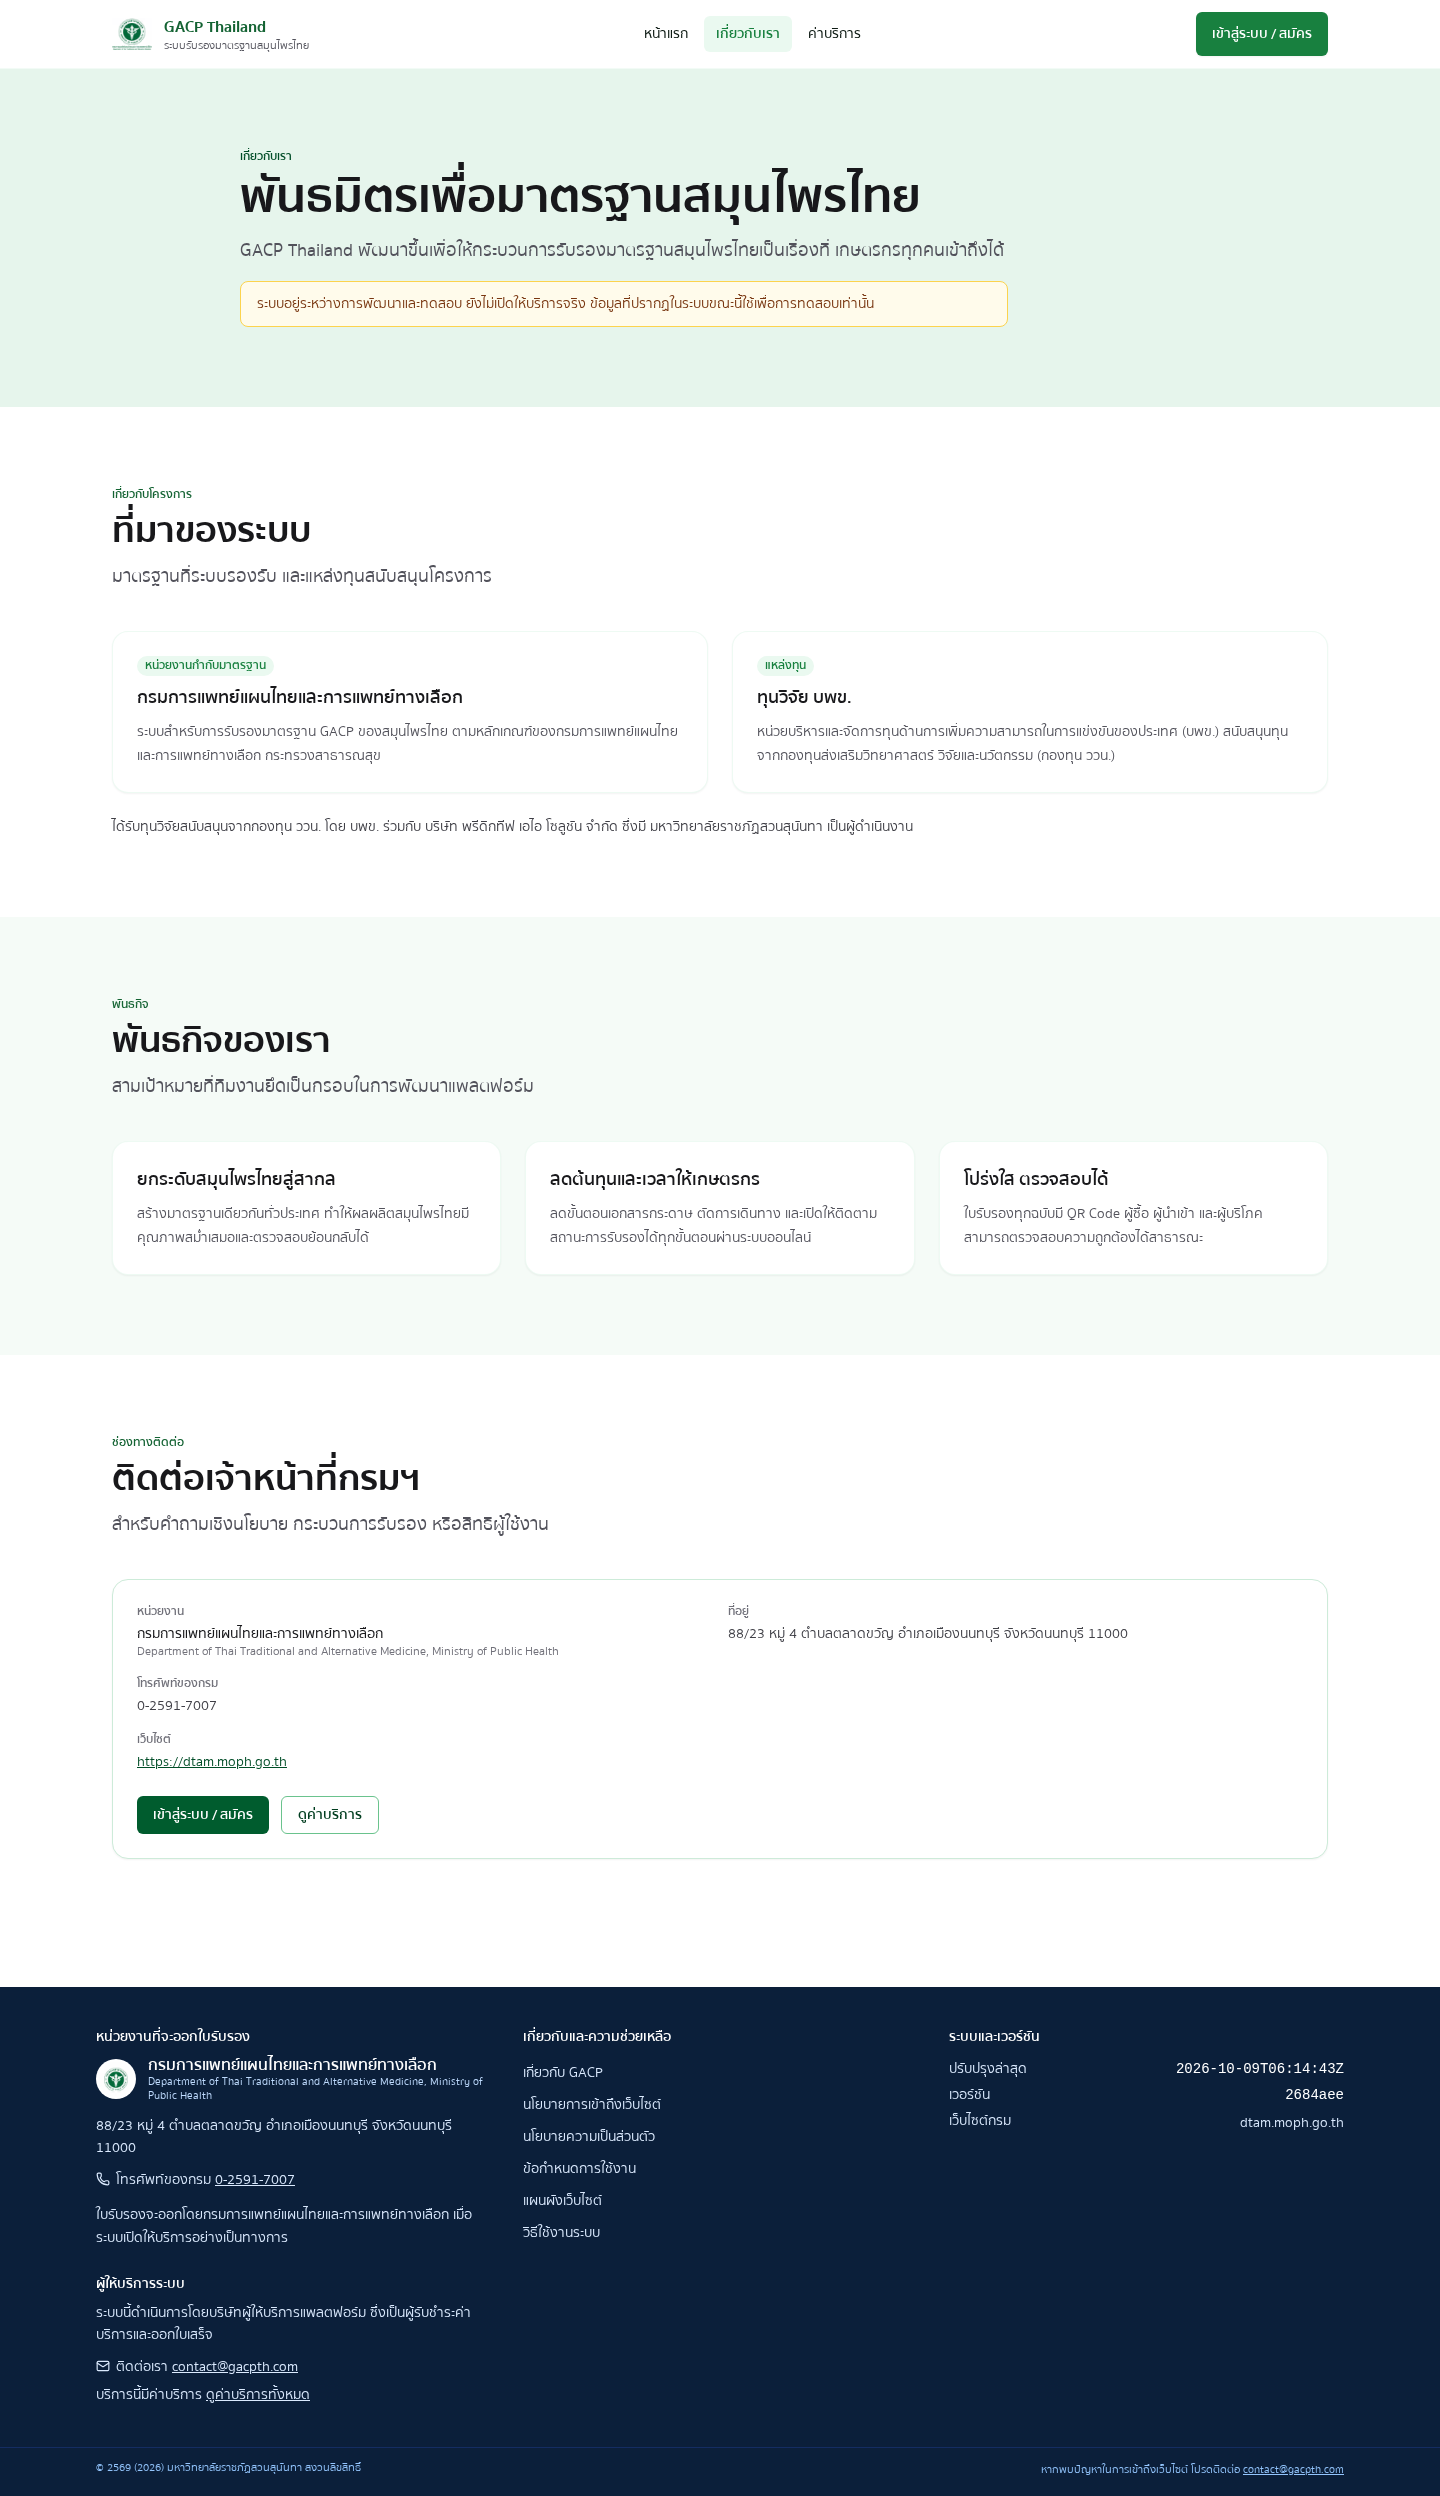 GACP Thailand
ระบบรับรองมาตรฐานสมุนไพรไทย
หน้าแรก
เกี่ยวกับเรา
ค่าบริการ
เข้าสู่ระบบ / สมัคร
เกี่ยวกับเรา
พันธมิตรเพื่อมาตรฐานสมุนไพรไทย
GACP Thailand พัฒนาขึ้นเพื่อให้กระบวนการรับรองมาตรฐานสมุนไพรไทยเป็นเรื่องที่ เกษตรกรทุกคนเข้าถึงได้
ระบบอยู่ระหว่างการพัฒนาและทดสอบ ยังไม่เปิดให้บริการจริง ข้อมูลที่ปรากฏในระบบขณะนี้ใช้เพื่อการทดสอบเท่านั้น
เกี่ยวกับโครงการ
ที่มาของระบบ
มาตรฐานที่ระบบรองรับ และแหล่งทุนสนับสนุนโครงการ
หน่วยงานกำกับมาตรฐาน
กรมการแพทย์แผนไทยและการแพทย์ทางเลือก
ระบบสำหรับการรับรองมาตรฐาน GACP ของสมุนไพรไทย ตามหลักเกณฑ์ของกรมการแพทย์แผนไทย
และการแพทย์ทางเลือก กระทรวงสาธารณสุข
แหล่งทุน
ทุนวิจัย บพข.
หน่วยบริหารและจัดการทุนด้านการเพิ่มความสามารถในการแข่งขันของประเทศ (บพข.) สนับสนุนทุน
จากกองทุนส่งเสริมวิทยาศาสตร์ วิจัยและนวัตกรรม (กองทุน ววน.)
ได้รับทุนวิจัยสนับสนุนจากกองทุน ววน. โดย บพข. ร่วมกับ บริษัท พรีดิกทีฟ เอไอ โซลูชัน จำกัด ซึ่งมี มหาวิทยาลัยราชภัฏสวนสุนันทา เป็นผู้ดำเนินงาน
พันธกิจ
พันธกิจของเรา
สามเป้าหมายที่ทีมงานยึดเป็นกรอบในการพัฒนาแพลตฟอร์ม
ยกระดับสมุนไพรไทยสู่สากล
สร้างมาตรฐานเดียวกันทั่วประเทศ ทำให้ผลผลิตสมุนไพรไทยมี
คุณภาพสม่ำเสมอและตรวจสอบย้อนกลับได้
ลดต้นทุนและเวลาให้เกษตรกร
ลดขั้นตอนเอกสารกระดาษ ตัดการเดินทาง และเปิดให้ติดตาม
สถานะการรับรองได้ทุกขั้นตอนผ่านระบบออนไลน์
โปร่งใส ตรวจสอบได้
ใบรับรองทุกฉบับมี QR Code ผู้ซื้อ ผู้นำเข้า และผู้บริโภค
สามารถตรวจสอบความถูกต้องได้สาธารณะ
ช่องทางติดต่อ
ติดต่อเจ้าหน้าที่กรมฯ
สำหรับคำถามเชิงนโยบาย กระบวนการรับรอง หรือสิทธิผู้ใช้งาน
หน่วยงาน
กรมการแพทย์แผนไทยและการแพทย์ทางเลือก
Department of Thai Traditional and Alternative Medicine, Ministry of Public Health
ที่อยู่
88/23 หมู่ 4 ตำบลตลาดขวัญ อำเภอเมืองนนทบุรี จังหวัดนนทบุรี 11000
โทรศัพท์ของกรม
0-2591-7007
เว็บไซต์
https://dtam.moph.go.th
เข้าสู่ระบบ / สมัคร
ดูค่าบริการ
หน่วยงานที่จะออกใบรับรอง
กรมการแพทย์แผนไทยและการแพทย์ทางเลือก
Department of Thai Traditional and Alternative Medicine, Ministry of
Public Health
88/23 หมู่ 4 ตำบลตลาดขวัญ อำเภอเมืองนนทบุรี จังหวัดนนทบุรี
11000
โทรศัพท์ของกรม 0-2591-7007
ใบรับรองจะออกโดยกรมการแพทย์แผนไทยและการแพทย์ทางเลือก เมื่อ
ระบบเปิดให้บริการอย่างเป็นทางการ
ผู้ให้บริการระบบ
ระบบนี้ดำเนินการโดยบริษัทผู้ให้บริการแพลตฟอร์ม ซึ่งเป็นผู้รับชำระค่า
บริการและออกใบเสร็จ
ติดต่อเรา contact@gacpth.com
บริการนี้มีค่าบริการ ดูค่าบริการทั้งหมด
เกี่ยวกับและความช่วยเหลือ
เกี่ยวกับ GACP
นโยบายการเข้าถึงเว็บไซต์
นโยบายความเป็นส่วนตัว
ข้อกำหนดการใช้งาน
แผนผังเว็บไซต์
วิธีใช้งานระบบ
ระบบและเวอร์ชัน
ปรับปรุงล่าสุด 2026-10-09T06:14:43Z
เวอร์ชัน 2684aee
เว็บไซต์กรม dtam.moph.go.th
© 2569 (2026) มหาวิทยาลัยราชภัฏสวนสุนันทา สงวนลิขสิทธิ์
หากพบปัญหาในการเข้าถึงเว็บไซต์ โปรดติดต่อ contact@gacpth.com